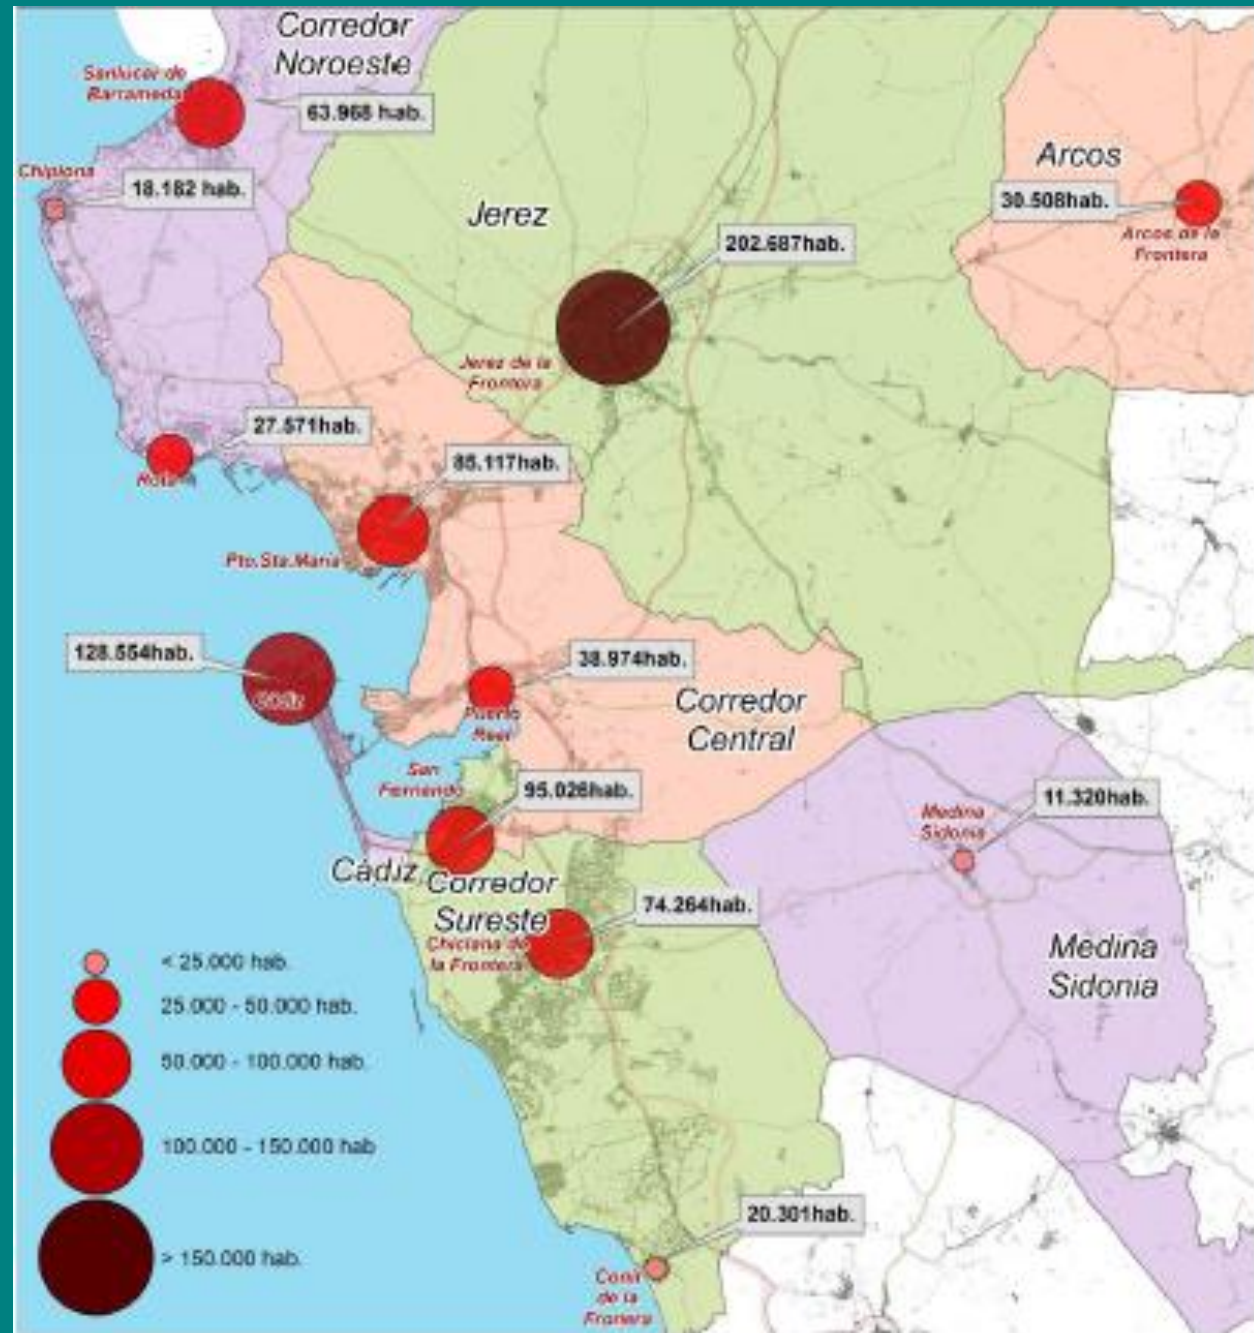 Corredor
Noroeste
Sanlucar de
Barrameda
63.968 hab.
Chipiona
18.182 hab.
Arcos
30.508hab.
Arcos de la
Frontera
Jerez
202.687hab.
Jerez de la
Frontera
27.571hab.
Rota
85.117hab.
Pto.Sta.Maria
128.554hab.
Cádiz
38.974hab.
Puerto
Real
Corredor
Central
San
Fernando
95.026hab.
Medina
Sidonia
11.320hab.
Cádiz
Corredor
Sureste
74.264hab.
Chiclana de
la Frontera
Medina
Sidonia
< 25.000 hab.
25.000 - 50.000 hab.
50.000 - 100.000 hab.
100.000 - 150.000 hab
> 150.000 hab.
20.301hab.
Conil
de la
Frontera